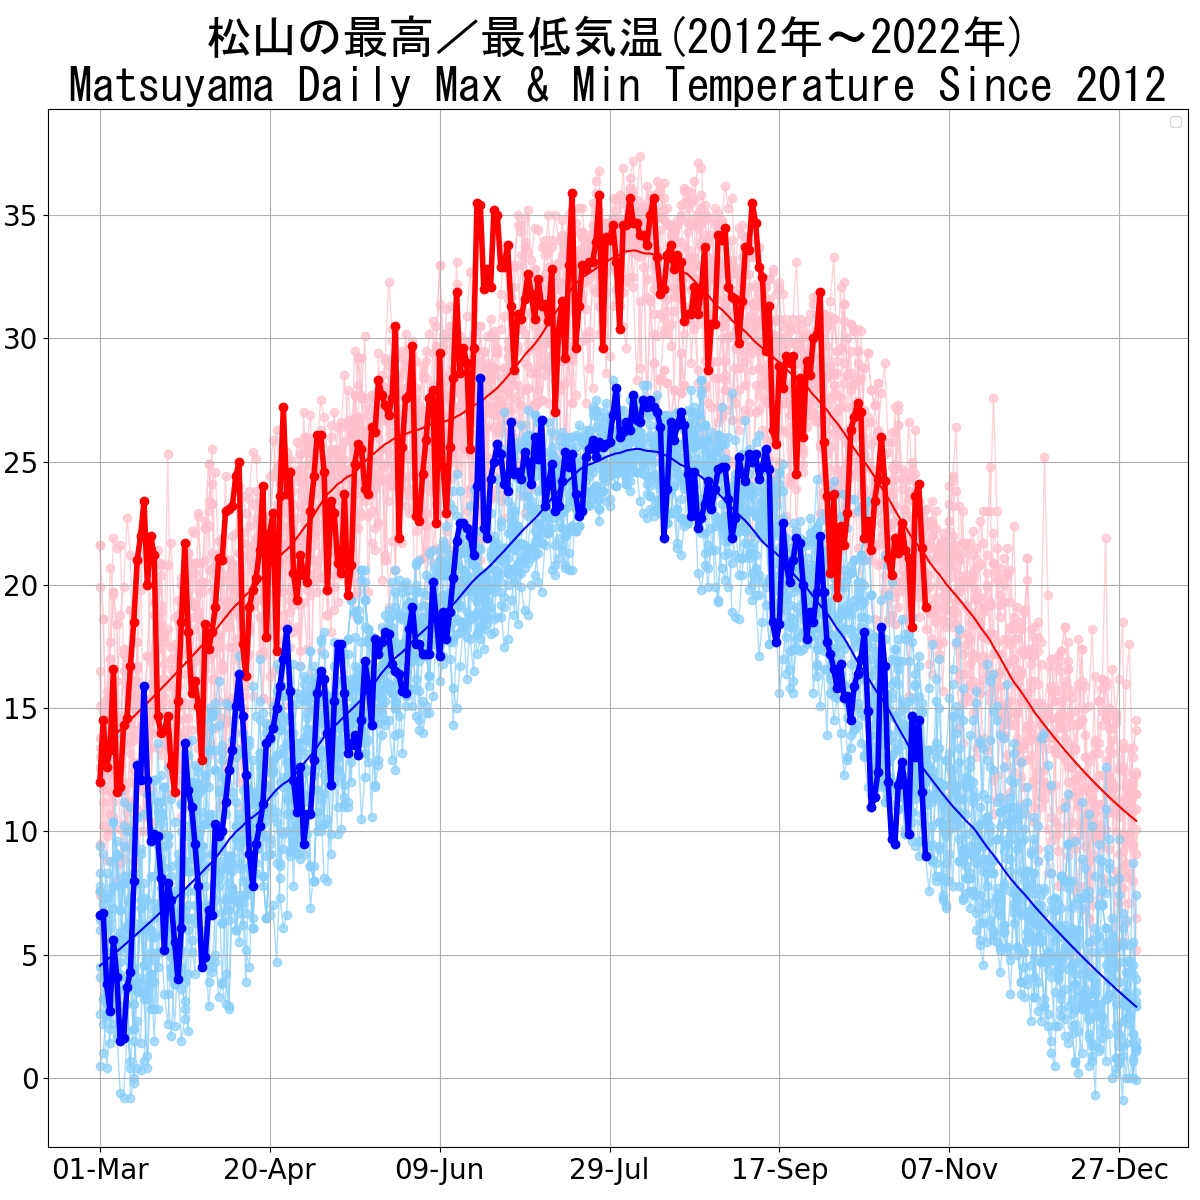 松山の最高／最低気温(2012年～2022年)
Matsuyama Daily Max & Min Temperature Since 2012
35
30
25
20
15
10
5
0
01-Mar 20-Apr 09-Jun 29-Jul 17-Sep 07-Nov 27-Dec